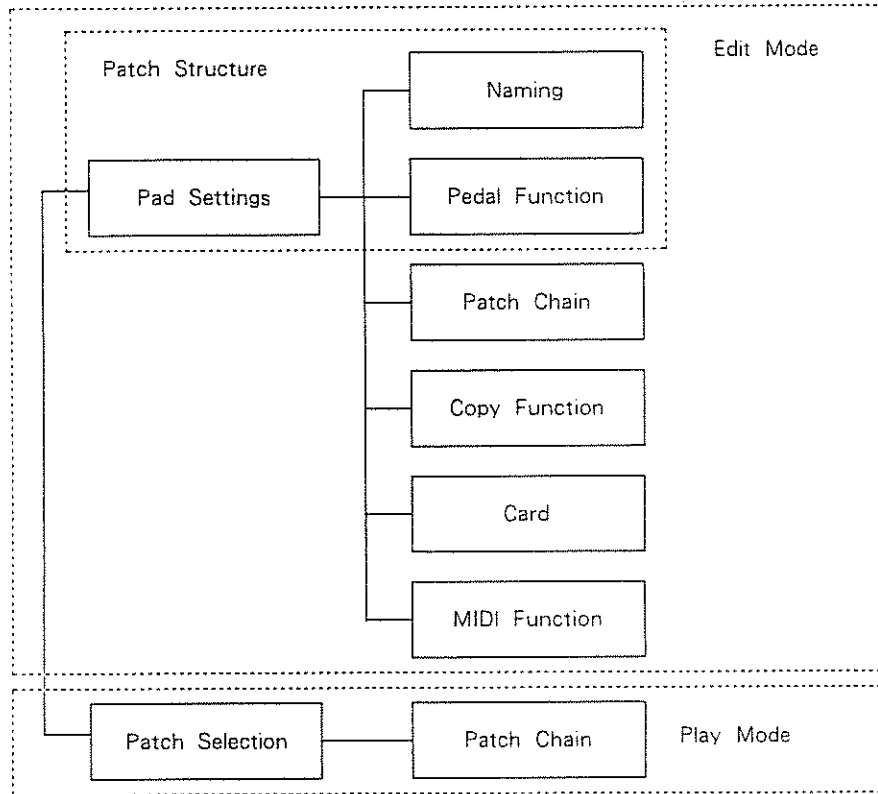 Edit Mode
Patch Structure
Naming
Pad Settings
Pedal Function
Patch Chain
Copy Function
Card
MIDI Function
Patch Selection
Patch Chain
Play Mode